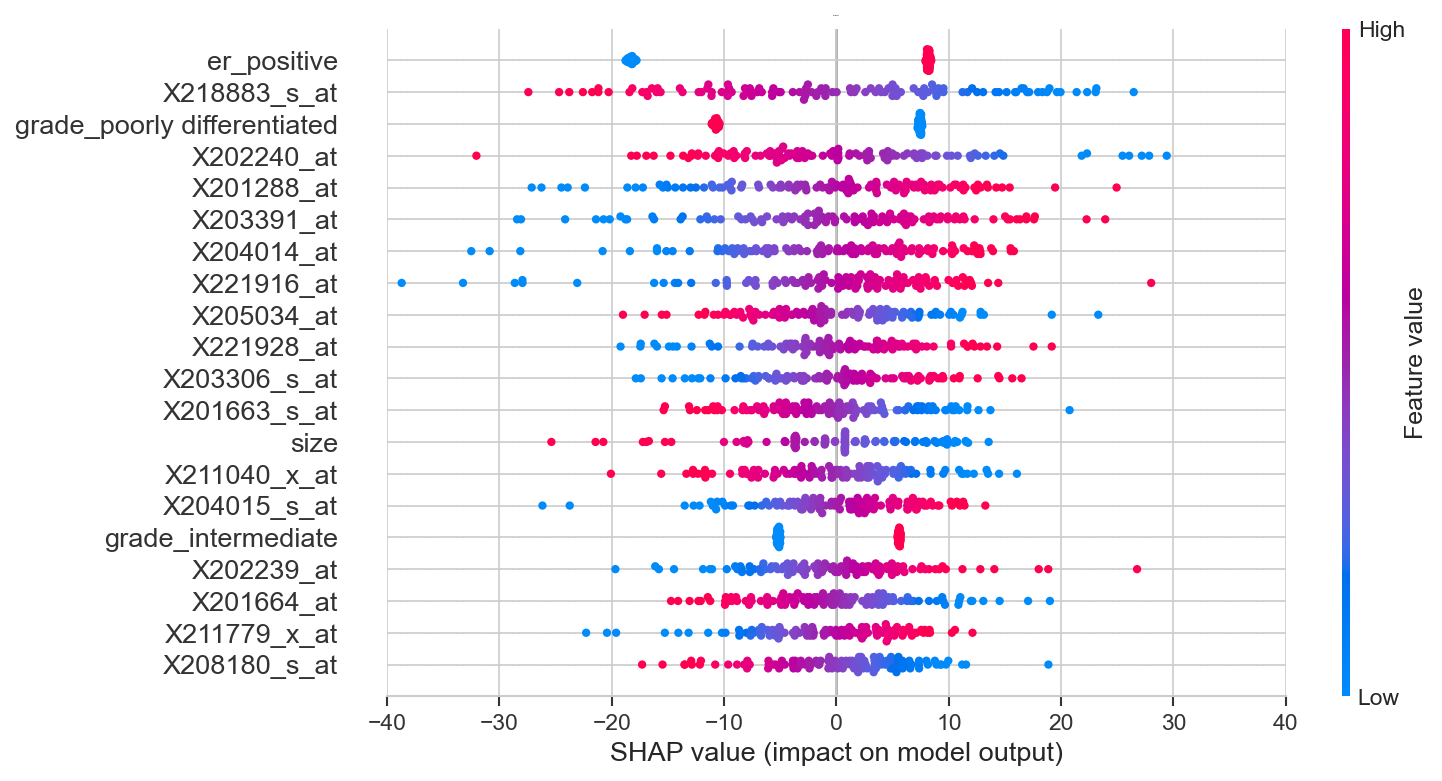 High
er_positive
X218883_s_at
grade_poorly differentiated
X202240_at
X201288_at
X203391_at
X204014_at
X221916_at
X205034_at
X221928_at
X203306_s_at
X201663_s_at
size
X211040_x_at
X204015_s_at
grade_intermediate
X202239_at
X201664_at
X211779_x_at
X208180_s_at
Feature value
Low
−40 −30 −20 −10 0 10 20 30 40
SHAP value (impact on model output)